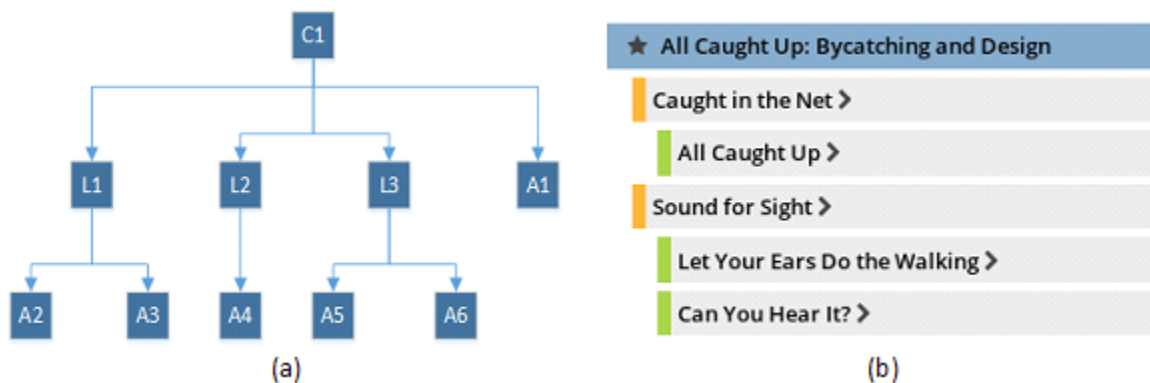 C1
L1
L2
L3
A1
A2
A3
A4
A5
A6
(a)
All Caught Up: Bycatching and Design
Caught in the Net
All Caught Up
Sound for Sight
Let Your Ears Do the Walking
Can You Hear It?
(b)